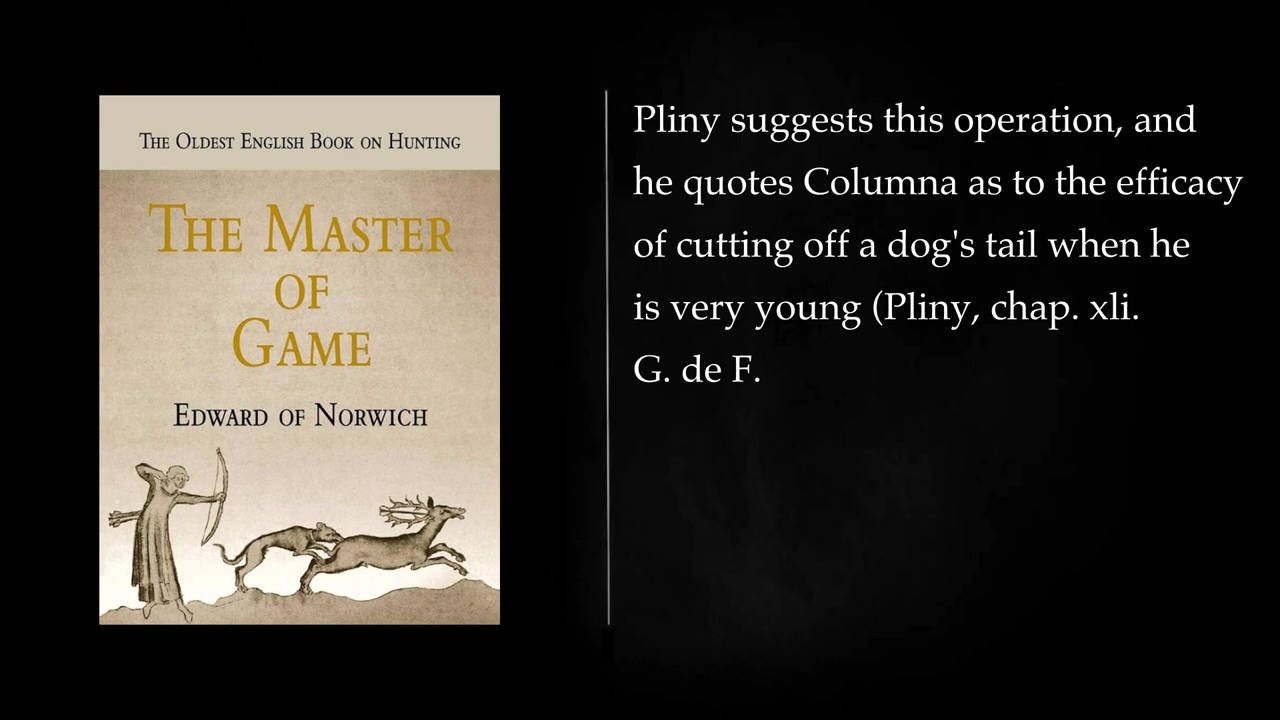 The Oldest English Book on Hunting
The Master
of
Game
Edward of Norwich
Pliny suggests this operation, and
he quotes Columna as to the efficacy
of cutting off a dog's tail when he
is very young (Pliny, chap. xli.
G. de F.